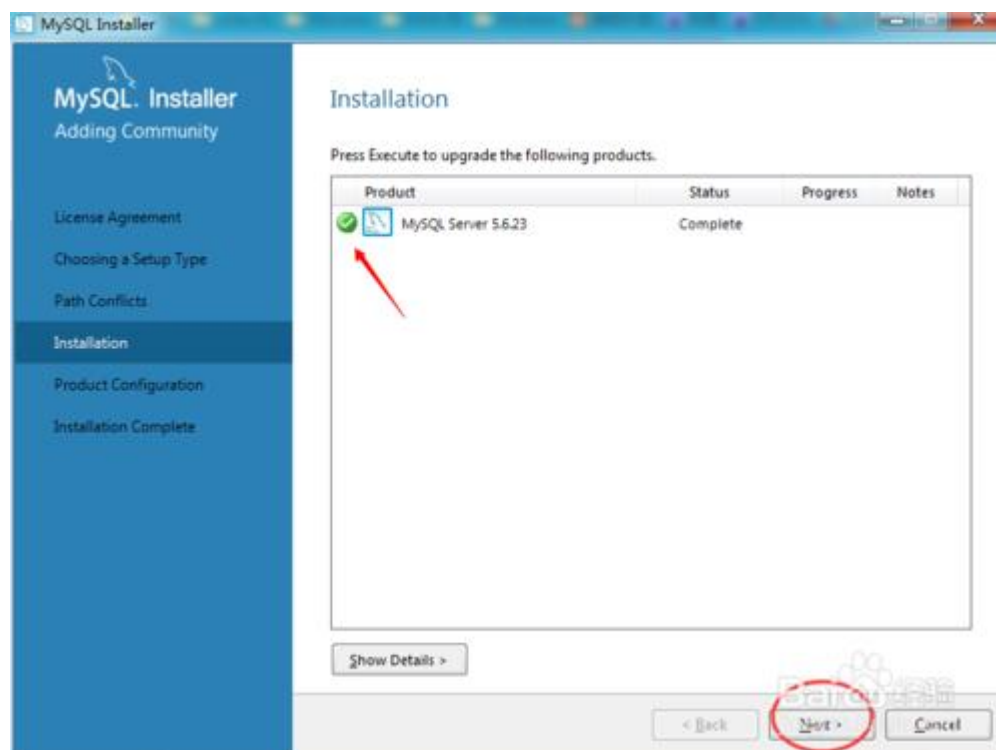 MySQL Installer
MySQL. Installer
Adding Community
License Agreement
Choosing a Setup Type
Path Conflicts
Installation
Product Configuration
Installation Complete
Installation
Press Execute to upgrade the following products.
Product Status Progress Notes
MySQL Server 5.6.23 Complete
Show Details >
< Back Next > Cancel